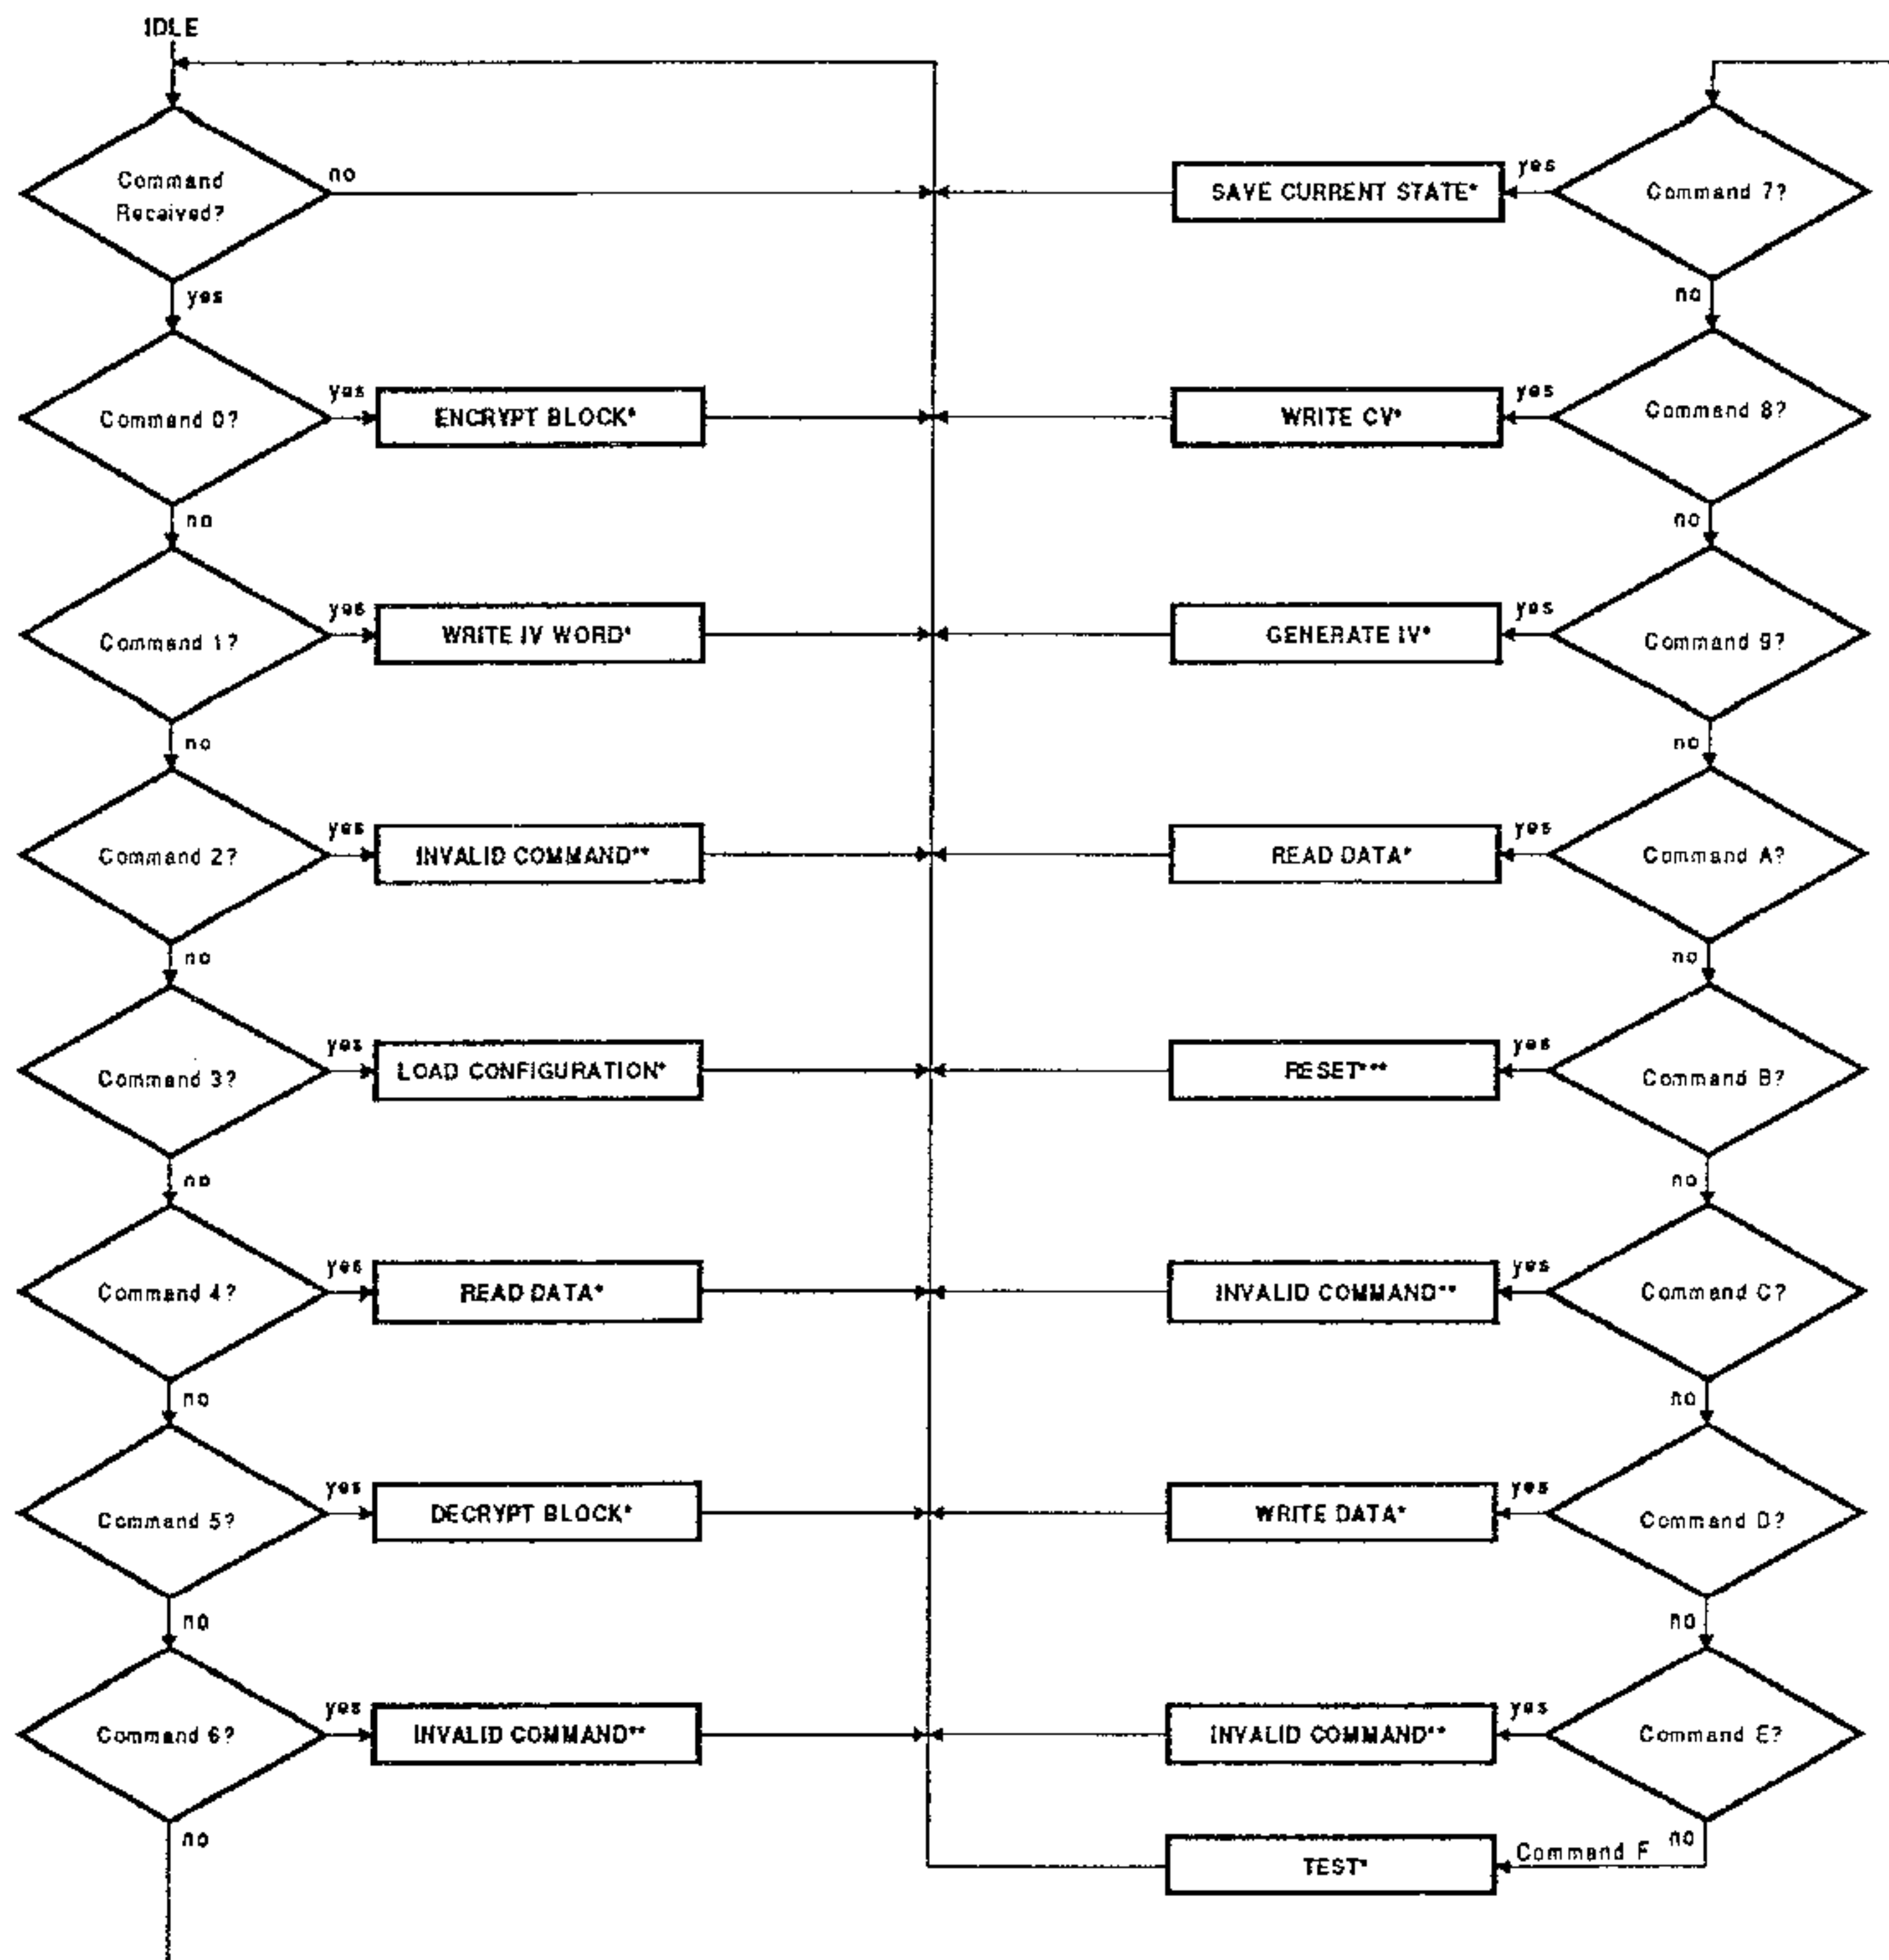 IDLE
Command
Received?
no
yes
Command 0?
yes
ENCRYPT BLOCK*
no
Command 1?
yes
WRITE IV WORD*
no
Command 2?
yes
INVALID COMMAND**
no
Command 3?
yes
LOAD CONFIGURATION*
no
Command 4?
yes
READ DATA*
no
Command 5?
yes
DECRYPT BLOCK*
no
Command 6?
yes
INVALID COMMAND**
no
Command 7?
yes
SAVE CURRENT STATE*
no
Command 8?
yes
WRITE CV*
no
Command 9?
yes
GENERATE IV*
no
Command A?
yes
READ DATA*
no
Command B?
yes
RESET***
no
Command C?
yes
INVALID COMMAND**
no
Command D?
yes
WRITE DATA*
no
Command E?
yes
INVALID COMMAND**
no
Command F
TEST*